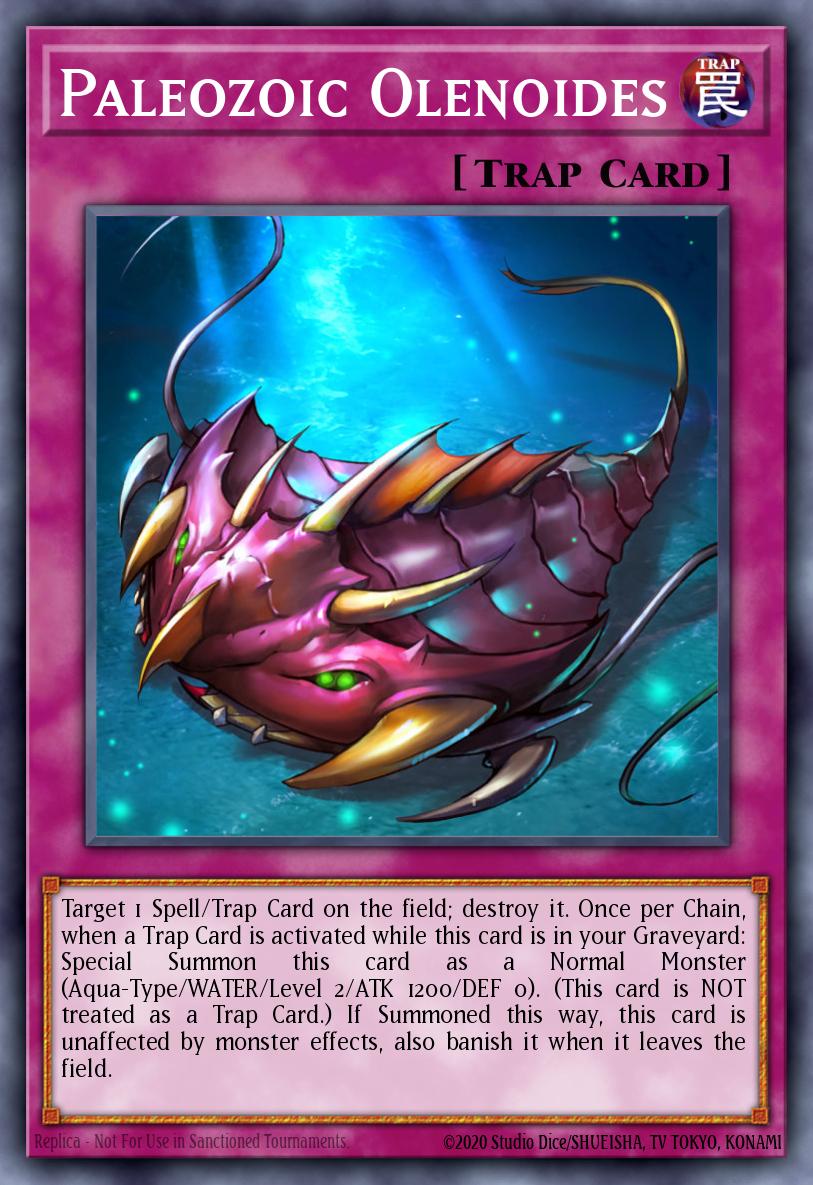 Paleozoic Olenoides
TRAP
罠
[Trap Card]
Target 1 Spell/Trap Card on the field; destroy it. Once per Chain,
when a Trap Card is activated while this card is in your Graveyard:
Special Summon this card as a Normal Monster
(Aqua-Type/WATER/Level 2/ATK 1200/DEF 0). (This card is NOT
treated as a Trap Card.) If Summoned this way, this card is
unaffected by monster effects, also banish it when it leaves the
field.
Replica - Not For Use in Sanctioned Tournaments.
©2020 Studio Dice/SHUEISHA, TV TOKYO, KONAMI